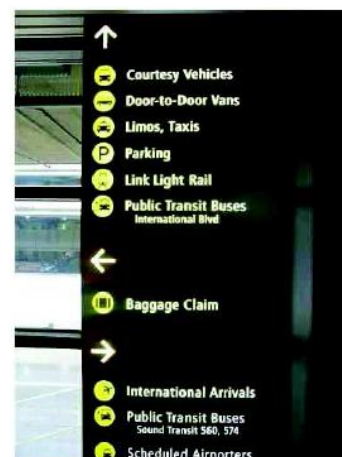 Courtesy Vehicles
Door-to-Door Vans
Limos, Taxis
P Parking
Link Light Rail
Public Transit Buses
International Blvd
Baggage Claim
International Arrivals
Public Transit Buses
Sound Transit 560, 574
Scheduled Airporters